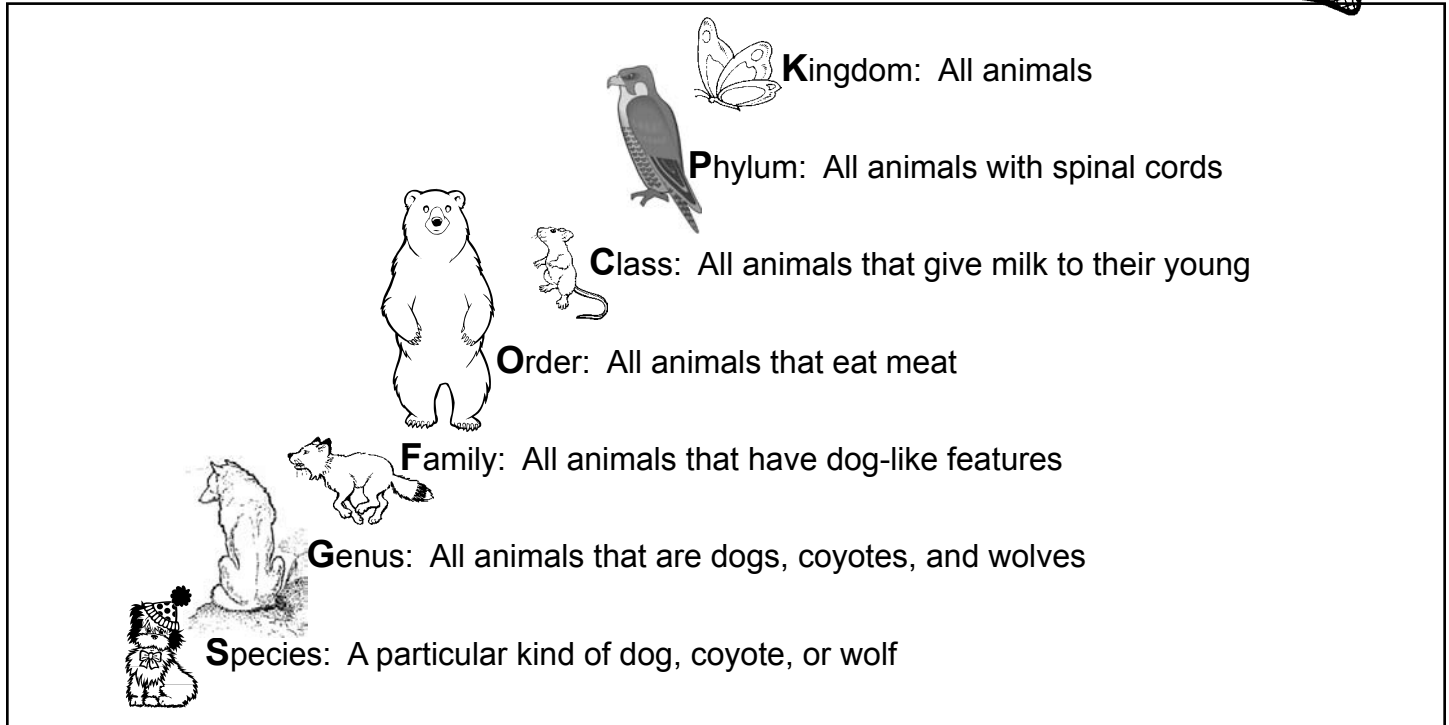 Kingdom: All animals
Phylum: All animals with spinal cords
Class: All animals that give milk to their young
Order: All animals that eat meat
Family: All animals that have dog-like features
Genus: All animals that are dogs, coyotes, and wolves
Species: A particular kind of dog, coyote, or wolf